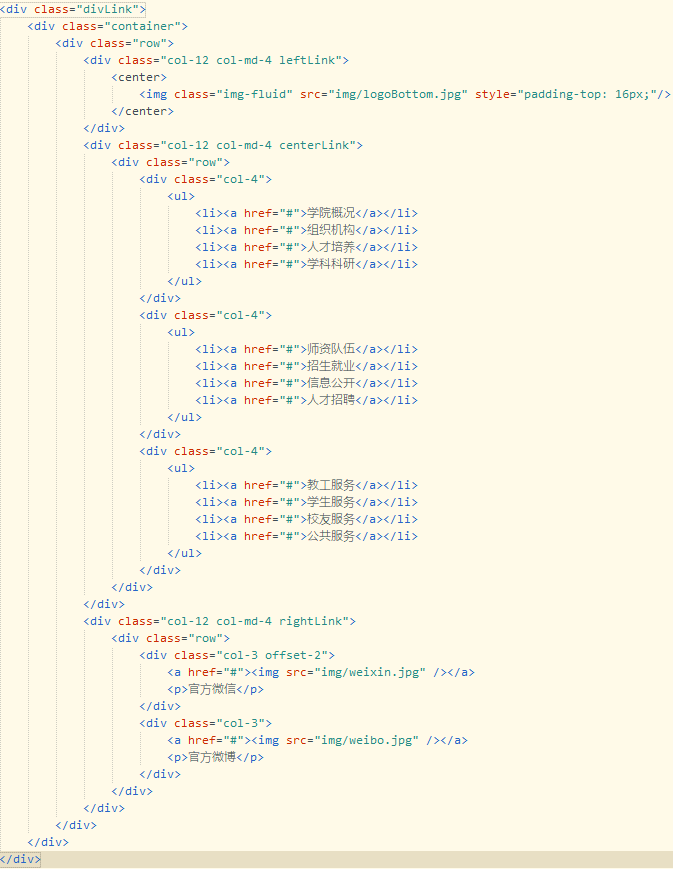 <div class="divLink">
<div class="container">
<div class="row">
<div class="col-12 col-md-4 leftLink">
<center>
<img class="img-fluid" src="img/logoBottom.jpg" style="padding-top: 16px;"/>
</center>
</div>
<div class="col-12 col-md-4 centerLink">
<div class="row">
<div class="col-4">
<ul>
<li><a href="#">学院概况</a></li>
<li><a href="#">组织机构</a></li>
<li><a href="#">人才培养</a></li>
<li><a href="#">学科科研</a></li>
</ul>
</div>
<div class="col-4">
<ul>
<li><a href="#">师资队伍</a></li>
<li><a href="#">招生就业</a></li>
<li><a href="#">信息公开</a></li>
<li><a href="#">人才招聘</a></li>
</ul>
</div>
<div class="col-4">
<ul>
<li><a href="#">教工服务</a></li>
<li><a href="#">学生服务</a></li>
<li><a href="#">校友服务</a></li>
<li><a href="#">公共服务</a></li>
</ul>
</div>
</div>
</div>
<div class="col-12 col-md-4 rightLink">
<div class="row">
<div class="col-3 offset-2">
<a href="#"><img src="img/weixin.jpg" /></a>
<p>官方微信</p>
</div>
<div class="col-3">
<a href="#"><img src="img/weibo.jpg" /></a>
<p>官方微博</p>
</div>
</div>
</div>
</div>
</div>
</div>